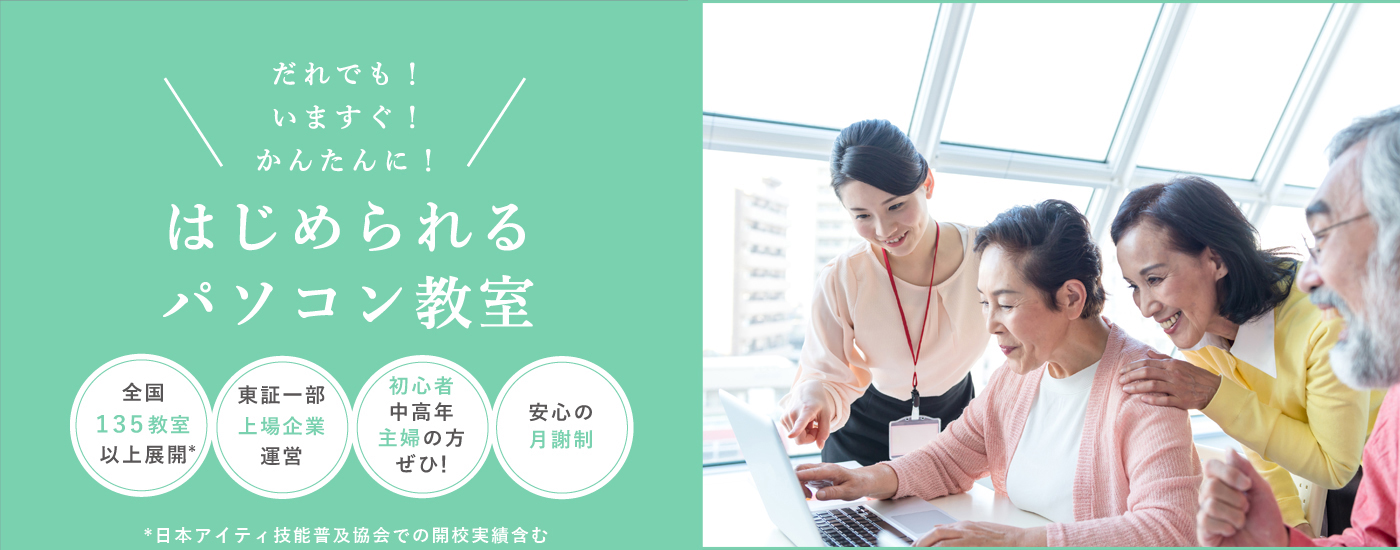 だれでも！
いますぐ！
かんたんに！
はじめられる
パソコン教室
全国
135教室
以上展開*
東証一部
上場企業
運営
初心者
中高年
主婦の方
ぜひ!
安心の
月謝制
*日本アイティ技能普及協会での開校実績含む